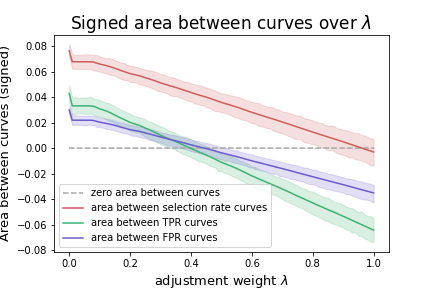 Signed area between curves over λ
Area between curves (signed)
0.08
0.06
0.04
0.02
0.00
−0.02
−0.04
−0.06
−0.08
zero area between curves
area between selection rate curves
area between TPR curves
area between FPR curves
0.0 0.2 0.4 0.6 0.8 1.0
adjustment weight λ